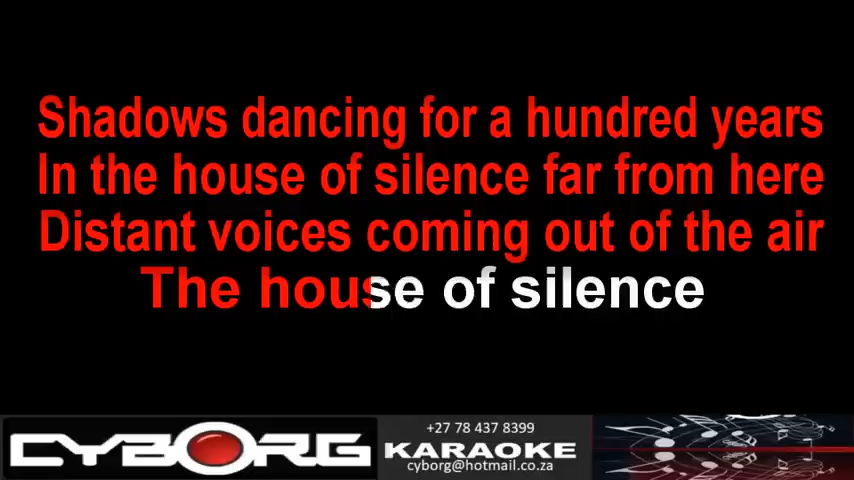 Shadows dancing for a hundred years
In the house of silence far from here
Distant voices coming out of the air
The house of silence
CYBORG
+27 78 437 8399
KARAOKE
cyborg@hotmail.co.za